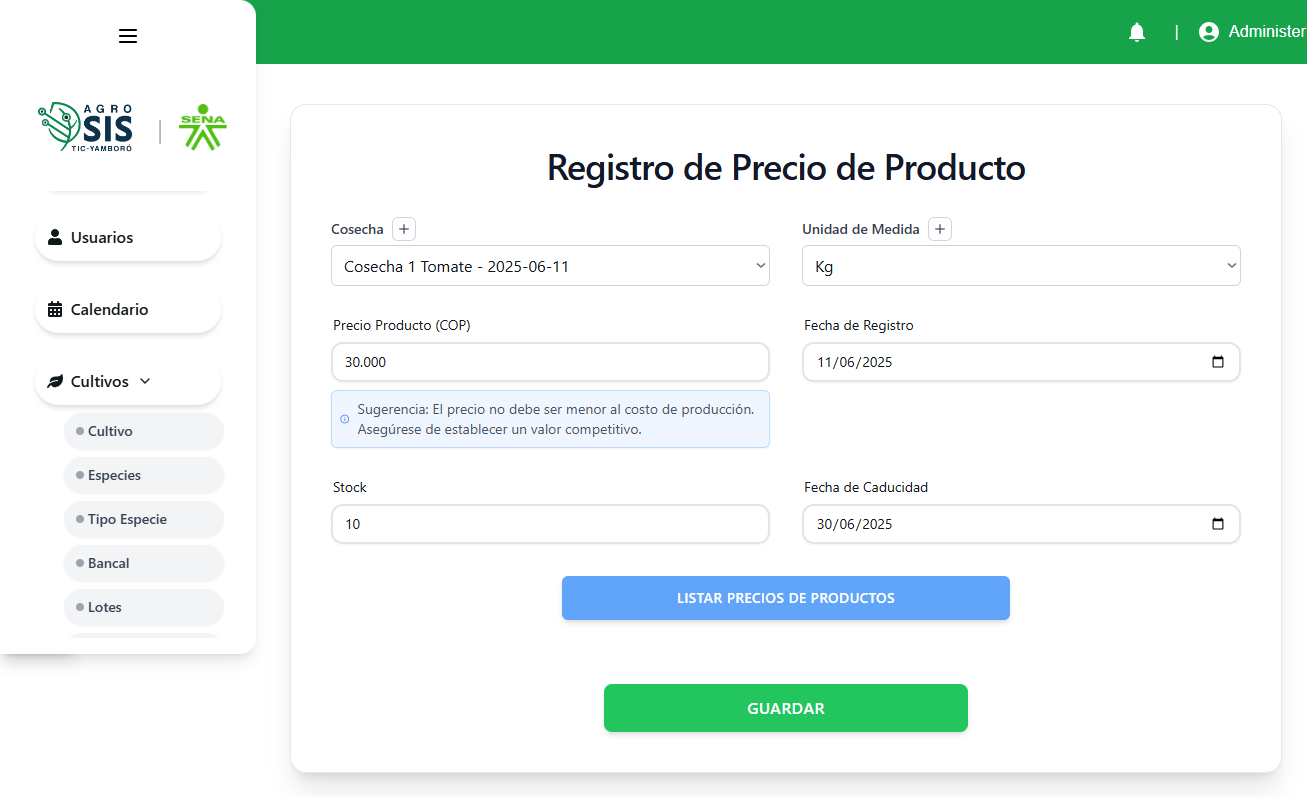 Administer
AGRO
SIS
TIC-YAMBORÓ
|
SENA
Usuarios
Calendario
Cultivos
Cultivo
Especies
Tipo Especie
Bancal
Lotes
Registro de Precio de Producto
Cosecha +
Cosecha 1 Tomate - 2025-06-11
Unidad de Medida +
Kg
Precio Producto (COP)
30.000
Sugerencia: El precio no debe ser menor al costo de producción.
Asegúrese de establecer un valor competitivo.
Fecha de Registro
11/06/2025
Stock
10
Fecha de Caducidad
30/06/2025
LISTAR PRECIOS DE PRODUCTOS
GUARDAR